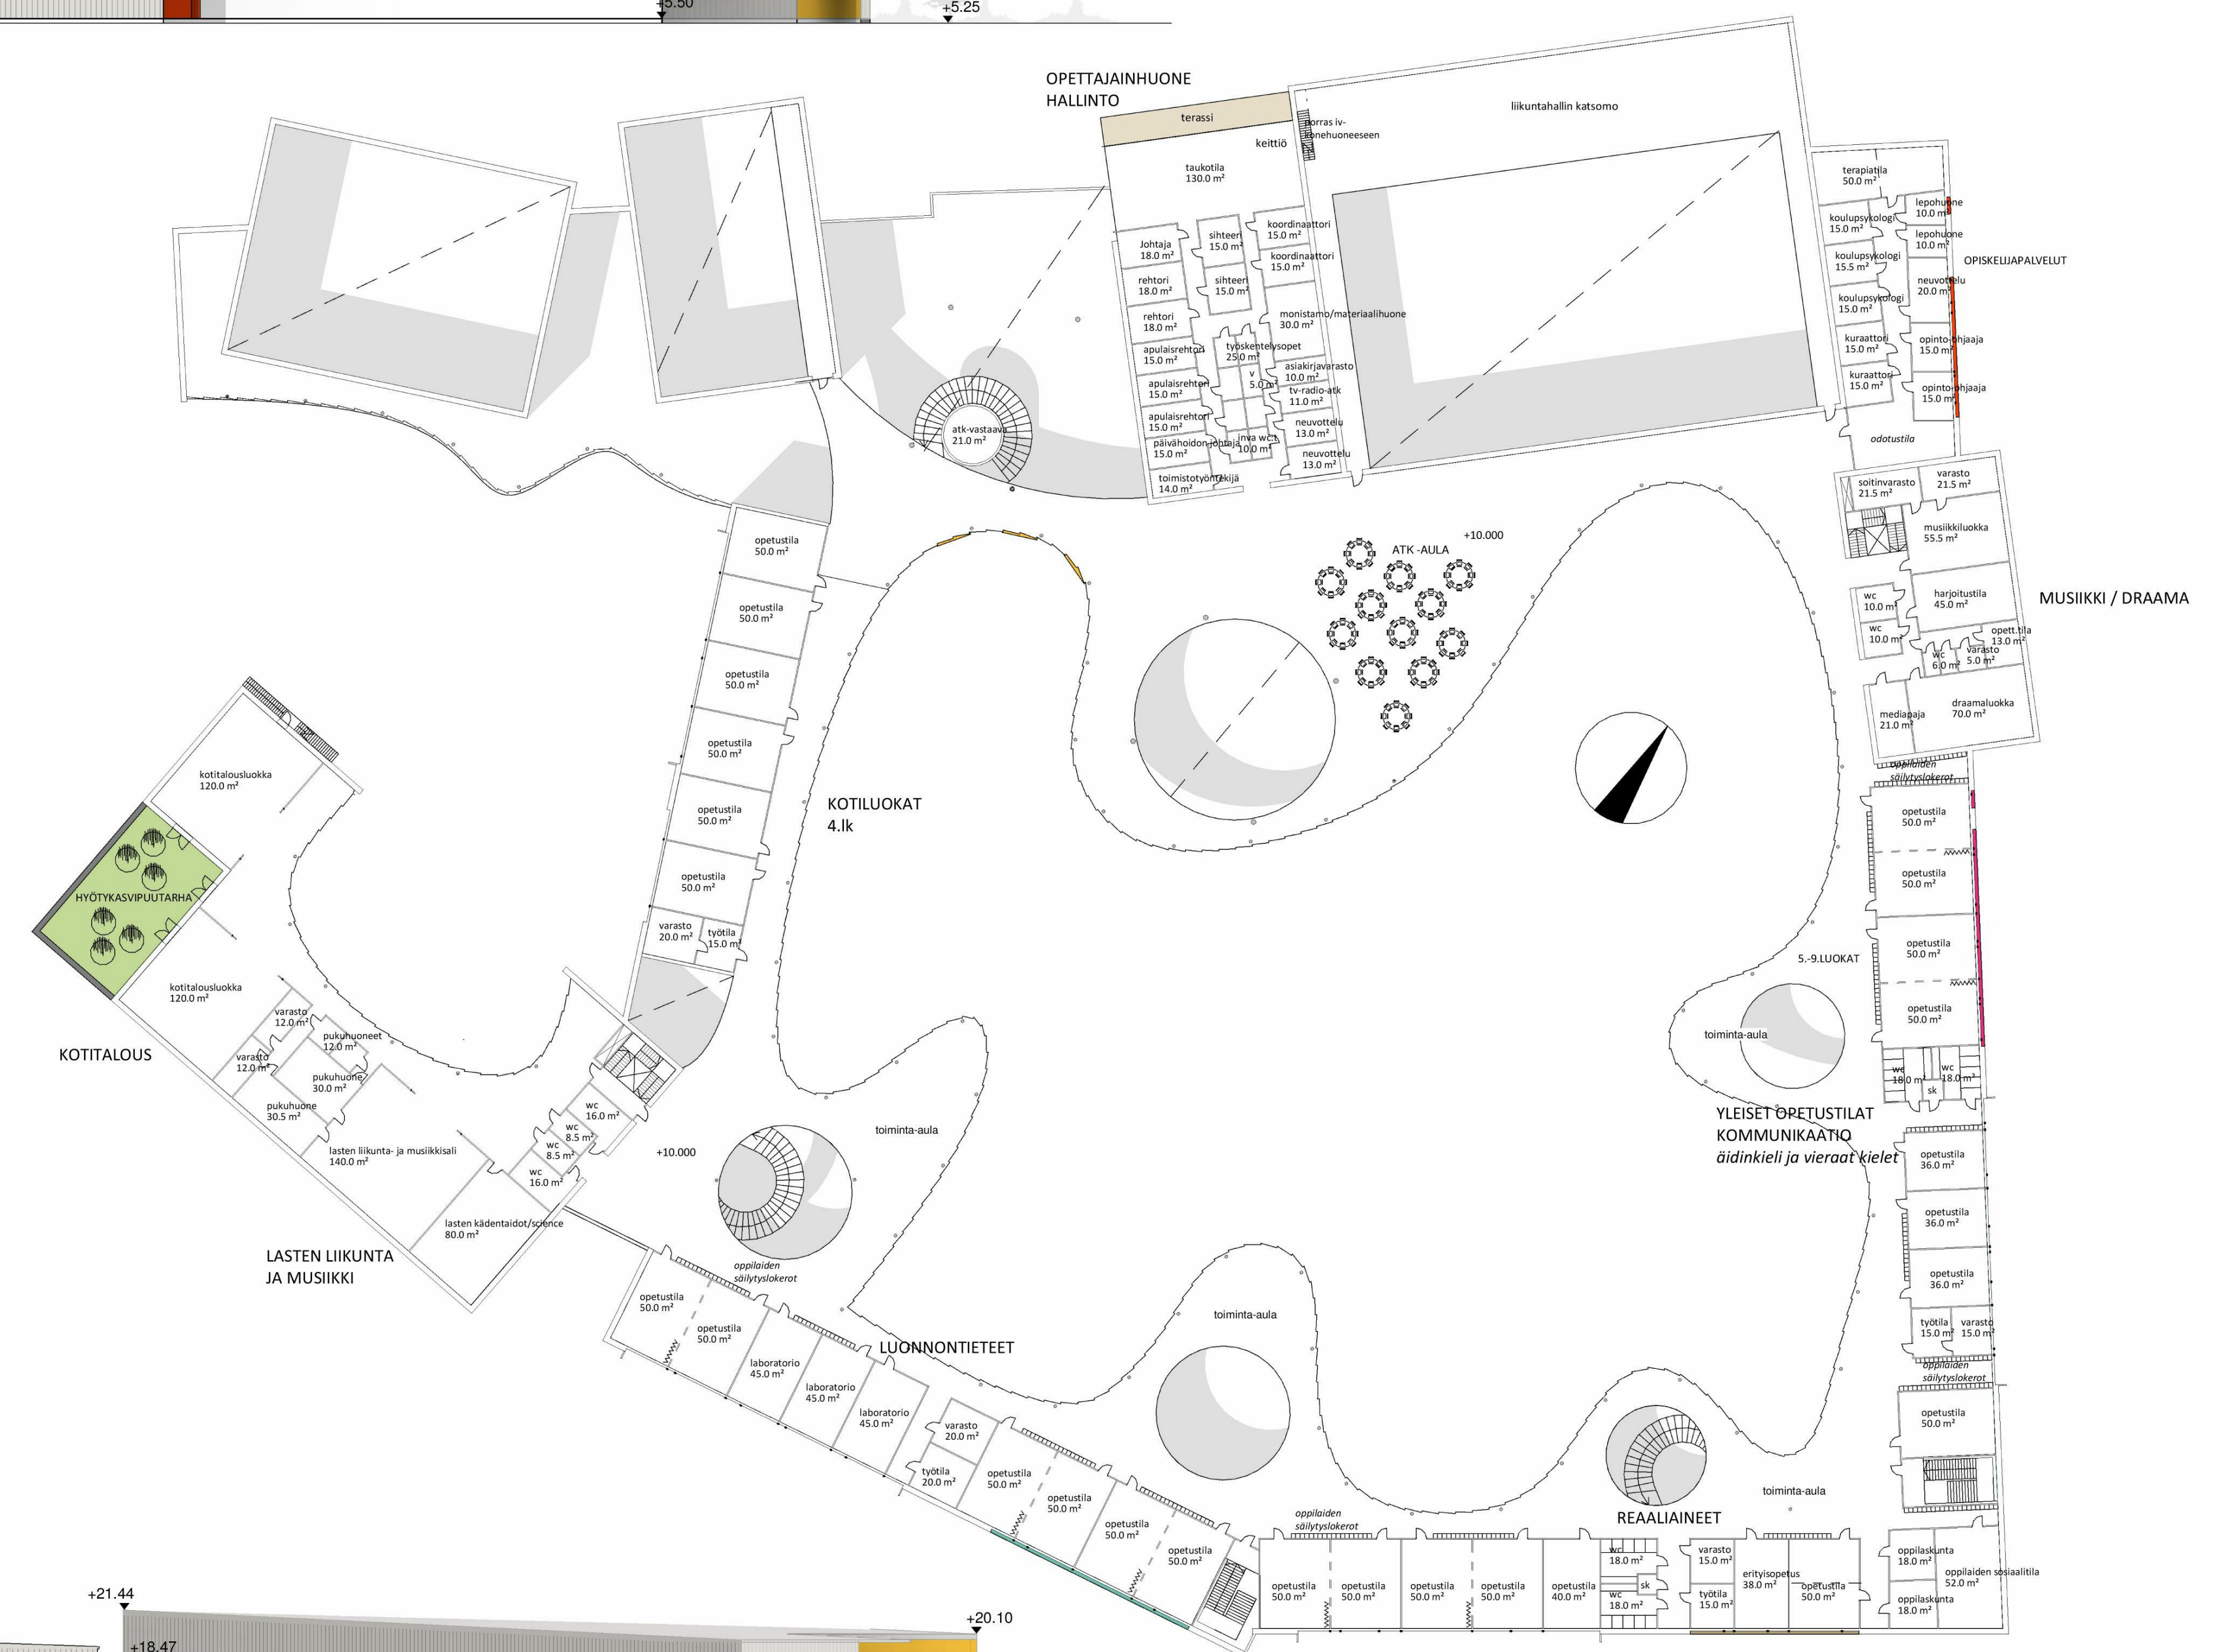 +5.50
+5.25
OPETTAJAINHUONE
HALLINTO
terassi
keittiö
taukotila
130.0 m²
porras iv-
konehuoneeseen
liikuntahallin katsomo
Johtaja
18.0 m²
rehtori
18.0 m²
rehtori
18.0 m²
apulaisrehtori
15.0 m²
apulaisrehtori
15.0 m²
apulaisrehtori
15.0 m²
päivähoidon johtaja
15.0 m²
toimistotyöntekijä
14.0 m²
sihteeri
15.0 m²
sihteeri
15.0 m²
työskentelysopet
25.0 m²
v
5.0 m²
inva wc:t
10.0 m²
koordinaattori
15.0 m²
koordinaattori
15.0 m²
monistamo/materiaalihuone
30.0 m²
asiakirjavarasto
10.0 m²
tv-radio-atk
11.0 m²
neuvottelu
13.0 m²
neuvottelu
13.0 m²
atk-vastaava
21.0 m²
terapiatila
50.0 m²
koulupsykologi
15.0 m²
koulupsykologi
15.5 m²
koulupsykologi
15.0 m²
kuraattori
15.0 m²
kuraattori
15.0 m²
lepohuone
10.0 m²
lepohuone
10.0 m²
neuvottelu
20.0 m²
opinto-ohjaaja
15.0 m²
opinto-ohjaaja
15.0 m²
OPISKELIJAPALVELUT
odotustila
soitinvarasto
21.5 m²
varasto
21.5 m²
musiikkiluokka
55.5 m²
harjoitustila
45.0 m²
wc
10.0 m²
wc
10.0 m²
opett.tila
13.0 m²
wc
6.0 m²
varasto
5.0 m²
mediapaja
21.0 m²
draamaluokka
70.0 m²
MUSIIKKI / DRAAMA
ATK -AULA
+10.000
opetustila
50.0 m²
opetustila
50.0 m²
opetustila
50.0 m²
opetustila
50.0 m²
opetustila
50.0 m²
opetustila
50.0 m²
varasto
20.0 m²
työtila
15.0 m²
KOTILUOKAT
4.lk
kotitalousluokka
120.0 m²
HYÖTYKASVIPUUTARHA
kotitalousluokka
120.0 m²
KOTITALOUS
varasto
12.0 m²
varasto
12.0 m²
pukuhuoneet
12.0 m²
pukuhuone
30.0 m²
pukuhuone
30.5 m²
lasten liikunta- ja musiikkisali
140.0 m²
lasten kädentaidot/science
80.0 m²
LASTEN LIIKUNTA
JA MUSIIKKI
wc
16.0 m²
wc
8.5 m²
wc
8.5 m²
wc
16.0 m²
+10.000
toiminta-aula
oppilaiden
säilytyslokerot
opetustila
50.0 m²
opetustila
50.0 m²
laboratorio
45.0 m²
laboratorio
45.0 m²
laboratorio
45.0 m²
LUONNONTIETEET
varasto
20.0 m²
työtila
20.0 m²
opetustila
50.0 m²
opetustila
50.0 m²
opetustila
50.0 m²
opetustila
50.0 m²
toiminta-aula
oppilaiden
säilytyslokerot
opetustila
50.0 m²
opetustila
50.0 m²
opetustila
50.0 m²
opetustila
50.0 m²
opetustila
40.0 m²
wc
18.0 m²
sk
wc
18.0 m²
REAALIAINEET
toiminta-aula
varasto
15.0 m²
työtila
15.0 m²
erityisopetus
38.0 m²
opetustila
50.0 m²
oppilaskunta
18.0 m²
oppilaskunta
18.0 m²
oppilaiden sosiaalitila
52.0 m²
oppilaiden
säilytyslokerot
opetustila
50.0 m²
opetustila
50.0 m²
opetustila
50.0 m²
opetustila
50.0 m²
5.-9.LUOKAT
toiminta-aula
wc
18.0 m²
wc
18.0 m²
sk
YLEISET OPETUSTILAT
KOMMUNIKAATIO
äidinkieli ja vieraat kielet
opetustila
36.0 m²
opetustila
36.0 m²
opetustila
36.0 m²
työtila
15.0 m²
varasto
15.0 m²
oppilaiden
säilytyslokerot
opetustila
50.0 m²
+21.44
+18.47
+20.10